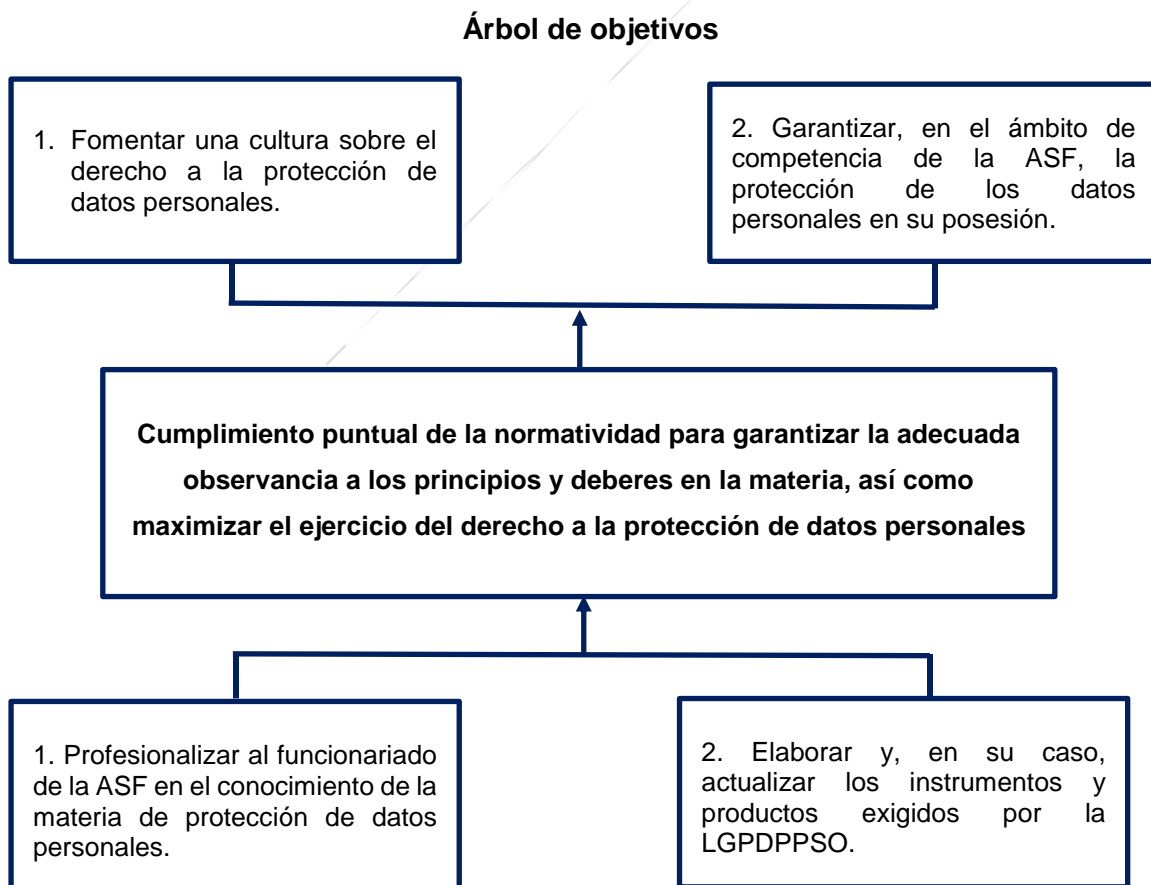 Árbol de objetivos
1. Fomentar una cultura sobre el
derecho a la protección de
datos personales.
2. Garantizar, en el ámbito de
competencia de la ASF, la
protección de los datos
personales en su posesión.
Cumplimiento puntual de la normatividad para garantizar la adecuada
observancia a los principios y deberes en la materia, así como
maximizar el ejercicio del derecho a la protección de datos personales
1. Profesionalizar al funcionariado
de la ASF en el conocimiento de la
materia de protección de datos
personales.
2. Elaborar y, en su caso,
actualizar los instrumentos y
productos exigidos por la
LGPDPPSO.